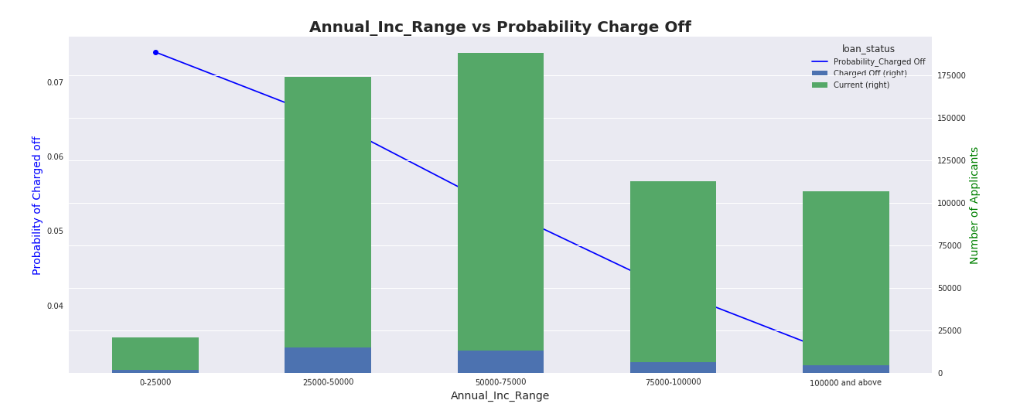 Annual_Inc_Range vs Probability Charge Off
loan_status
Probability_Charged Off
Charged Off (right)
Current (right)
Probability of Charged off
0.07
0.06
0.05
0.04
175000
150000
125000
100000
75000
50000
25000
0
Number of Applicants
0-25000
25000-50000
50000-75000
75000-100000
100000 and above
Annual_Inc_Range